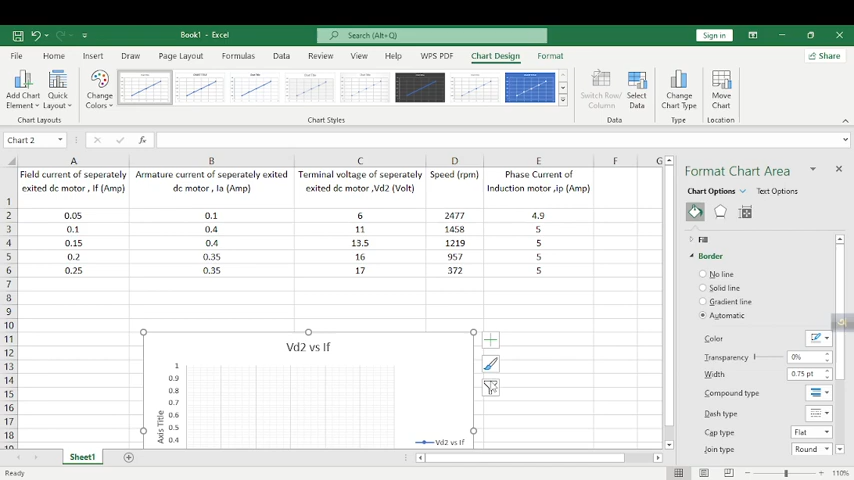 Book1 - Excel
Search (Alt+Q)
Sign in
File Home Insert Draw Page Layout Formulas Data Review View Help WPS PDF Chart Design Format
Share
Add Chart Element
Quick Layout
Change Colors
Switch Row/ Column
Select Data
Change Chart Type
Move Chart
Chart Layouts
Chart Styles
Data
Type
Location
Chart 2
fx
A B C D E F G
1
Field current of seperately exited dc motor , If (Amp)
Armature current of seperately exited dc motor , Ia (Amp)
Terminal voltage of seperately exited dc motor ,Vd2 (Volt)
Speed (rpm)
Phase Current of Induction motor ,ip (Amp)
2 0.05 0.1 6 2477 4.9
3 0.1 0.4 11 1458 5
4 0.15 0.4 13.5 1219 5
5 0.2 0.35 16 957 5
6 0.25 0.35 17 372 5
7
8
9
10
11
12
13
14
15
16
17
18
19
Vd2 vs If
1
0.9
0.8
0.7
0.6
0.5
0.4
Axis Title
Vd2 vs If
Format Chart Area
Chart Options
Text Options
Fill
Border
No line
Solid line
Gradient line
Automatic
Color
Transparency 0%
Width 0.75 pt
Compound type
Dash type
Cap type Flat
Join type Round
Sheet1
Ready
110%